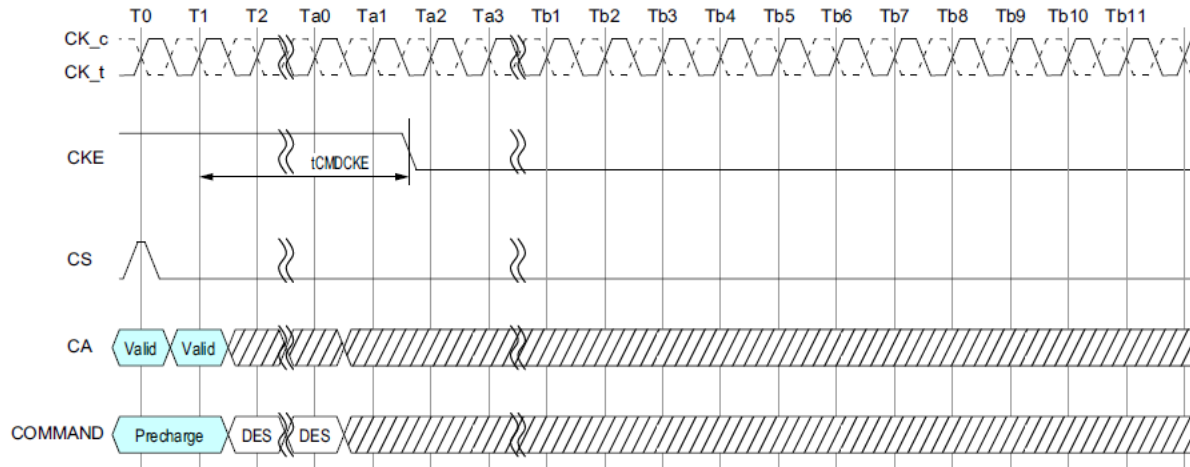 T0 T1 T2 Ta0 Ta1 Ta2 Ta3 Tb1 Tb2 Tb3 Tb4 Tb5 Tb6 Tb7 Tb8 Tb9 Tb10 Tb11
CK_c
CK_t
CKE
tCMDCKE
CS
CA Valid Valid
COMMAND Precharge DES DES